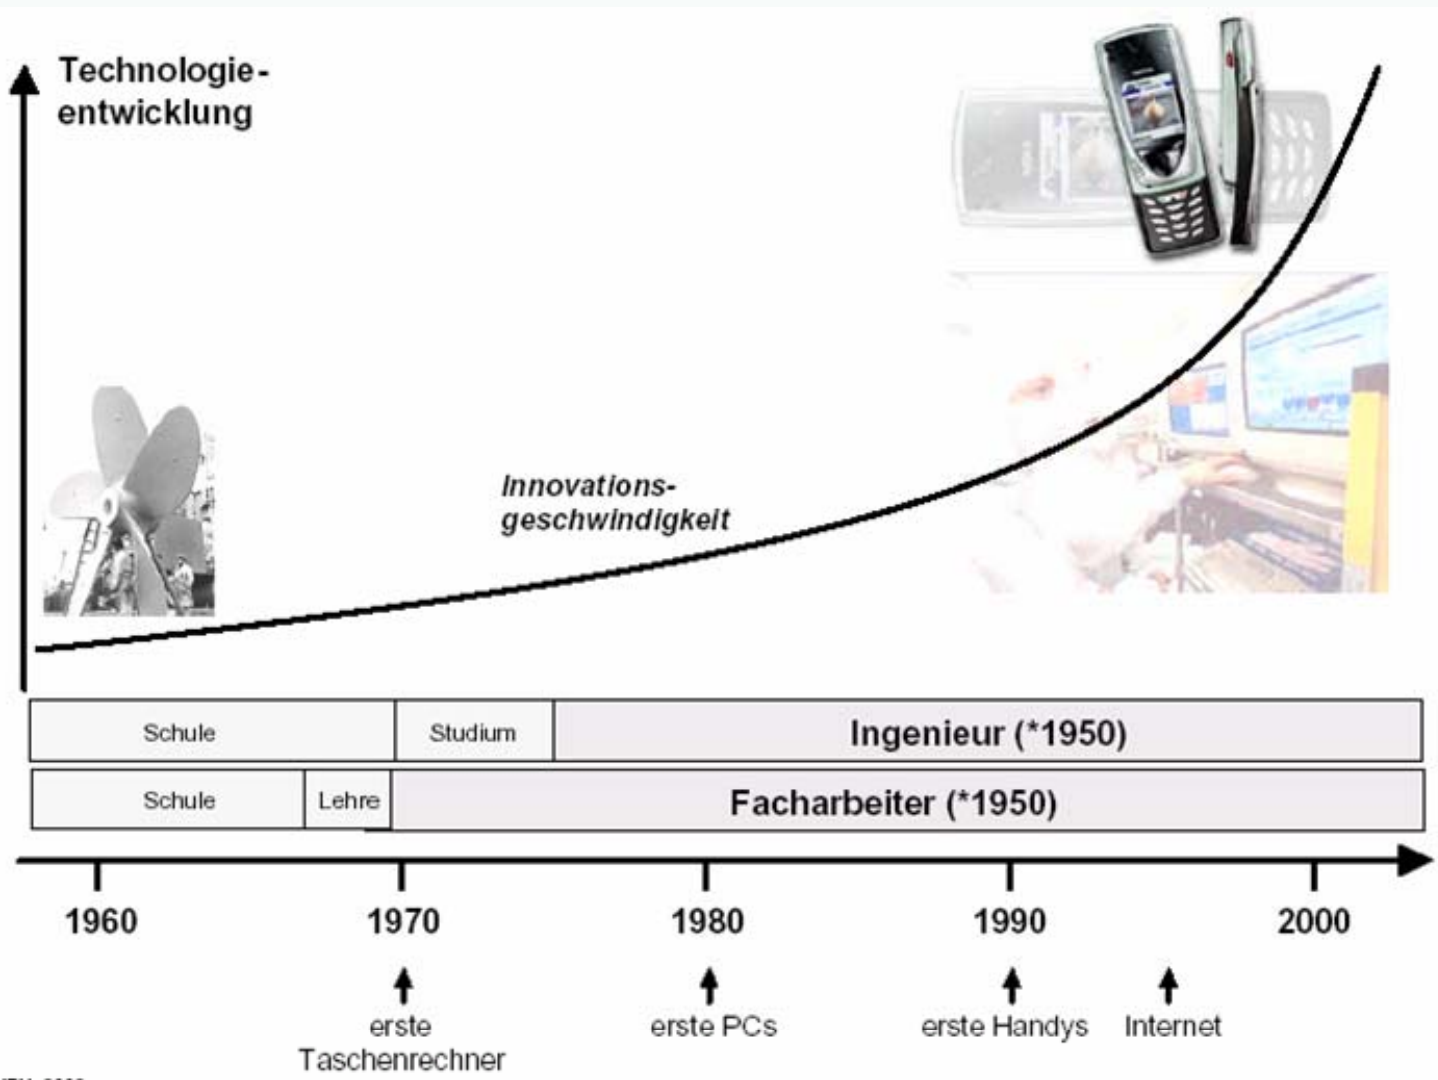 Technologie-
entwicklung
Innovations-
geschwindigkeit
Schule
Studium
Ingenieur (*1950)
Schule
Lehre
Facharbeiter (*1950)
1960
1970
1980
1990
2000
erste
Taschenrechner
erste PCs
erste Handys
Internet